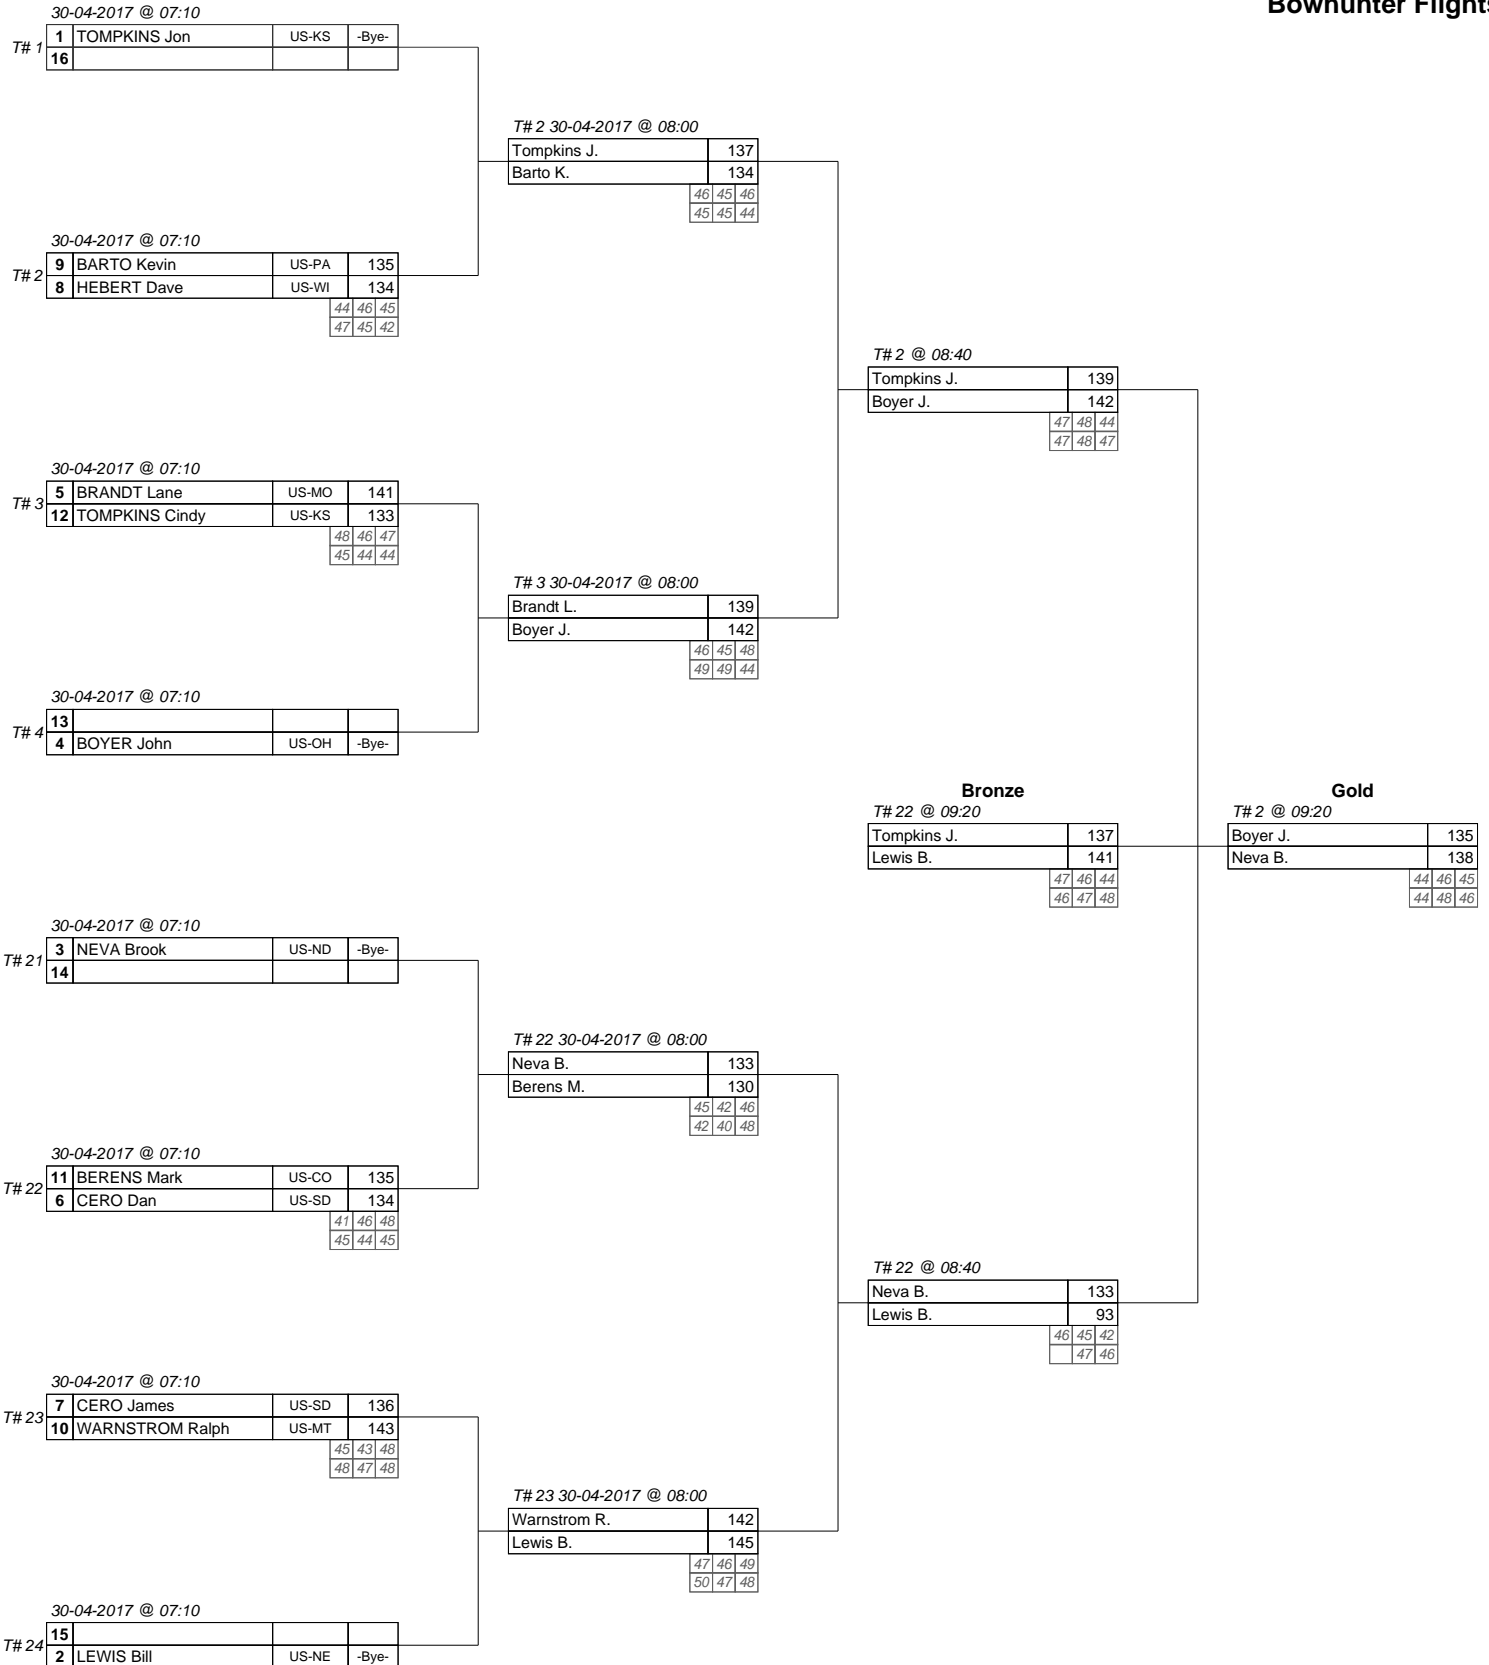 Bowhunter Flights
30-04-2017 @ 07:10
T# 1
1 TOMPKINS Jon US-KS -Bye-
16
T# 2 30-04-2017 @ 08:00
Tompkins J. 137
Barto K. 134
46 45 46
45 45 44
30-04-2017 @ 07:10
T# 2
9 BARTO Kevin US-PA 135
8 HEBERT Dave US-WI 134
44 46 45
47 45 42
T# 2 @ 08:40
Tompkins J. 139
Boyer J. 142
47 48 44
47 48 47
30-04-2017 @ 07:10
T# 3
5 BRANDT Lane US-MO 141
12 TOMPKINS Cindy US-KS 133
48 46 47
45 44 44
T# 3 30-04-2017 @ 08:00
Brandt L. 139
Boyer J. 142
46 45 48
49 49 44
30-04-2017 @ 07:10
T# 4
13
4 BOYER John US-OH -Bye-
Bronze
T# 22 @ 09:20
Tompkins J. 137
Lewis B. 141
47 46 44
46 47 48
Gold
T# 2 @ 09:20
Boyer J. 135
Neva B. 138
44 46 45
44 48 46
30-04-2017 @ 07:10
T# 21
3 NEVA Brook US-ND -Bye-
14
T# 22 30-04-2017 @ 08:00
Neva B. 133
Berens M. 130
45 42 46
42 40 48
30-04-2017 @ 07:10
T# 22
11 BERENS Mark US-CO 135
6 CERO Dan US-SD 134
41 46 48
45 44 45
T# 22 @ 08:40
Neva B. 133
Lewis B. 93
46 45 42
47 46
30-04-2017 @ 07:10
T# 23
7 CERO James US-SD 136
10 WARNSTROM Ralph US-MT 143
45 43 48
48 47 48
T# 23 30-04-2017 @ 08:00
Warnstrom R. 142
Lewis B. 145
47 46 49
50 47 48
30-04-2017 @ 07:10
T# 24
15
2 LEWIS Bill US-NE -Bye-